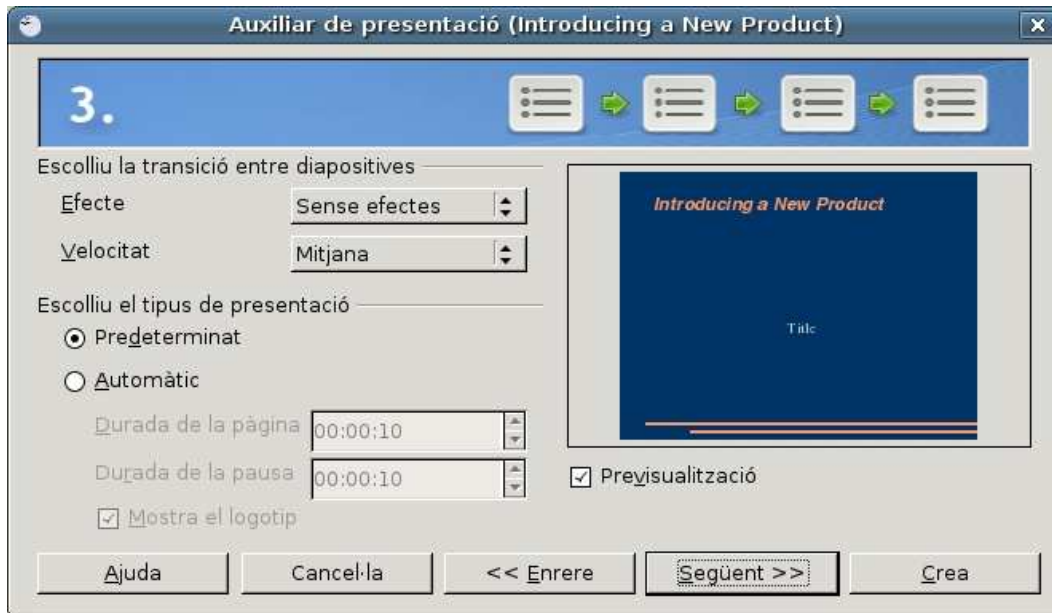 Auxiliar de presentació (Introducing a New Product)
3.
Escolliu la transició entre diapositives
Efecte
Sense efectes
Velocitat
Mitjana
Escolliu el tipus de presentació
Predeterminat
Automàtic
Durada de la pàgina
00:00:10
Durada de la pausa
00:00:10
Mostra el logotip
Introducing a New Product
Title
Previsualització
Ajuda
Cancel·la
<< Enrere
Següent >>
Crea